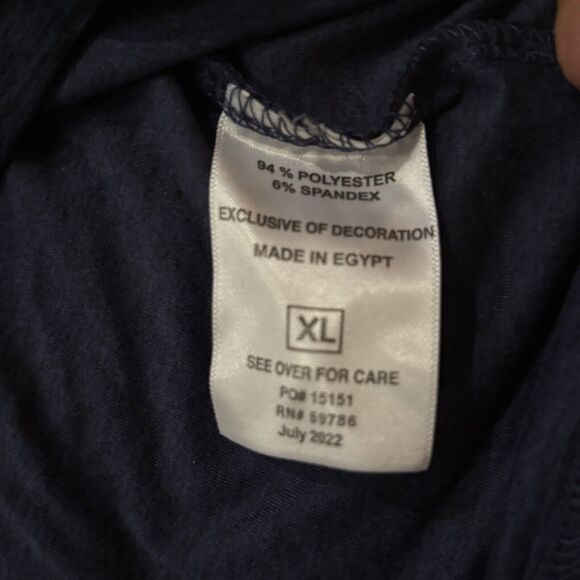 94 % POLYESTER
6% SPANDEX
EXCLUSIVE OF DECORATION
MADE IN EGYPT
XL
SEE OVER FOR CARE
PO# 15151
RN# 59786
July 2022